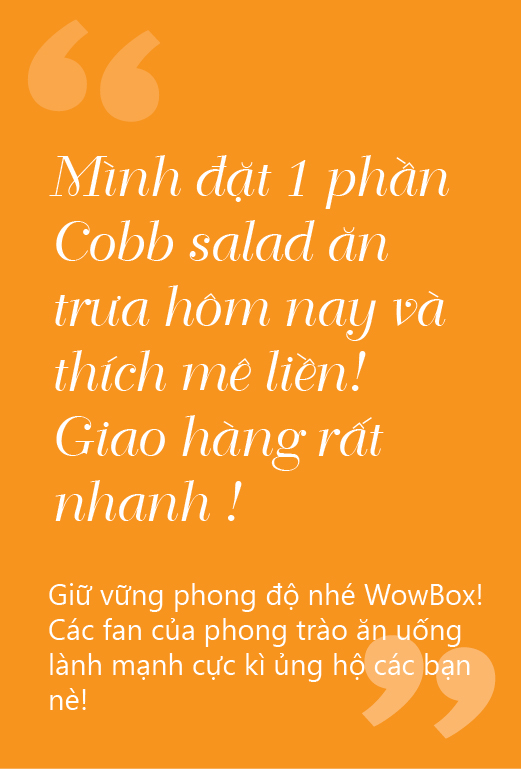 Mình đặt 1 phần
Cobb salad ăn
trưa hôm nay và
thích mê liền!
Giao hàng rất
nhanh !
Giữ vững phong độ nhé WowBox!
Các fan của phong trào ăn uống
lành mạnh cực kì ủng hộ các bạn
nè!